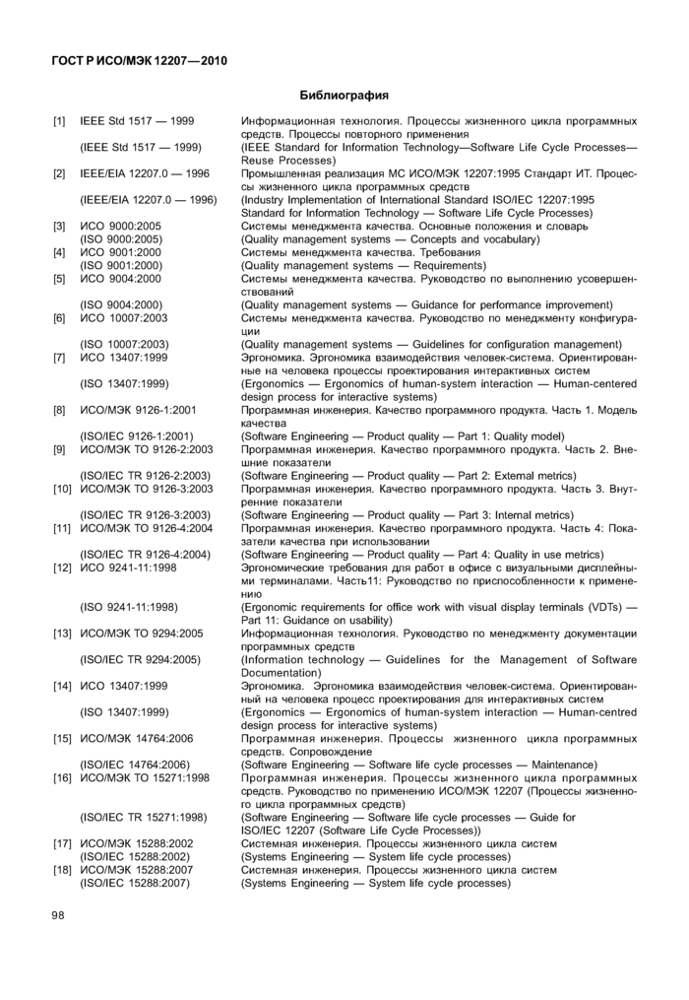 ГОСТ Р ИСО/МЭК 12207—2010
Библиография
[1] IEEE Std 1517 — 1999 Информационная технология. Процессы жизненного цикла программных
средств. Процессы повторного применения
(IEEE Std 1517 — 1999) (IEEE Standard for Information Technology—Software Life Cycle Processes—
Reuse Processes)
[2] IEEE/EIA 12207.0 — 1996 Промышленная реализация МС ИСО/МЭК 12207:1995 Стандарт ИТ. Процес-
сы жизненного цикла программных средств
(IEEE/EIA 12207.0 — 1996) (Industry Implementation of International Standard ISO/IEC 12207:1995
Standard for Information Technology — Software Life Cycle Processes)
[3] ИСО 9000:2005 Системы менеджмента качества. Основные положения и словарь
(ISO 9000:2005) (Quality management systems — Concepts and vocabulary)
[4] ИСО 9001:2000 Системы менеджмента качества. Требования
(ISO 9001:2000) (Quality management systems — Requirements)
[5] ИСО 9004:2000 Системы менеджмента качества. Руководство по выполнению усовершен-
ствований
(ISO 9004:2000) (Quality management systems — Guidance for performance improvement)
[6] ИСО 10007:2003 Системы менеджмента качества. Руководство по менеджменту конфигура-
ции
(ISO 10007:2003) (Quality management systems — Guidelines for configuration management)
[7] ИСО 13407:1999 Эргономика. Эргономика взаимодействия человек-система. Ориентирован-
ные на человека процессы проектирования интерактивных систем
(ISO 13407:1999) (Ergonomics — Ergonomics of human-system interaction — Human-centered
design process for interactive systems)
[8] ИСО/МЭК 9126-1:2001 Программная инженерия. Качество программного продукта. Часть 1. Модель
качества
(ISO/IEC 9126-1:2001) (Software Engineering — Product quality — Part 1: Quality model)
[9] ИСО/МЭК ТО 9126-2:2003 Программная инженерия. Качество программного продукта. Часть 2. Вне-
шние показатели
(ISO/IEC TR 9126-2:2003) (Software Engineering — Product quality — Part 2: External metrics)
[10] ИСО/МЭК ТО 9126-3:2003 Программная инженерия. Качество программного продукта. Часть 3. Внут-
ренние показатели
(ISO/IEC TR 9126-3:2003) (Software Engineering — Product quality — Part 3: Internal metrics)
[11] ИСО/МЭК ТО 9126-4:2004 Программная инженерия. Качество программного продукта. Часть 4: Пока-
затели качества при использовании
(ISO/IEC TR 9126-4:2004) (Software Engineering — Product quality — Part 4: Quality in use metrics)
[12] ИСО 9241-11:1998 Эргономические требования для работ в офисе с визуальными дисплейны-
ми терминалами. Часть11: Руководство по приспособленности к примене-
нию
(ISO 9241-11:1998) (Ergonomic requirements for office work with visual display terminals (VDTs) —
Part 11: Guidance on usability)
[13] ИСО/МЭК ТО 9294:2005 Информационная технология. Руководство по менеджменту документации
программных средств
(ISO/IEC TR 9294:2005) (Information technology — Guidelines for the Management of Software
Documentation)
[14] ИСО 13407:1999 Эргономика. Эргономика взаимодействия человек-система. Ориентирован-
ный на человека процесс проектирования для интерактивных систем
(ISO 13407:1999) (Ergonomics — Ergonomics of human-system interaction — Human-centred
design process for interactive systems)
[15] ИСО/МЭК 14764:2006 Программная инженерия. Процессы жизненного цикла программных
средств. Сопровождение
(ISO/IEC 14764:2006) (Software Engineering — Software life cycle processes — Maintenance)
[16] ИСО/МЭК ТО 15271:1998 Программная инженерия. Процессы жизненного цикла программных
средств. Руководство по применению ИСО/МЭК 12207 (Процессы жизненно-
го цикла программных средств)
(ISO/IEC TR 15271:1998) (Software Engineering — Software life cycle processes — Guide for
ISO/IEC 12207 (Software Life Cycle Processes))
[17] ИСО/МЭК 15288:2002 Системная инженерия. Процессы жизненного цикла систем
(ISO/IEC 15288:2002) (Systems Engineering — System life cycle processes)
[18] ИСО/МЭК 15288:2007 Системная инженерия. Процессы жизненного цикла систем
(ISO/IEC 15288:2007) (Systems Engineering — System life cycle processes)
98